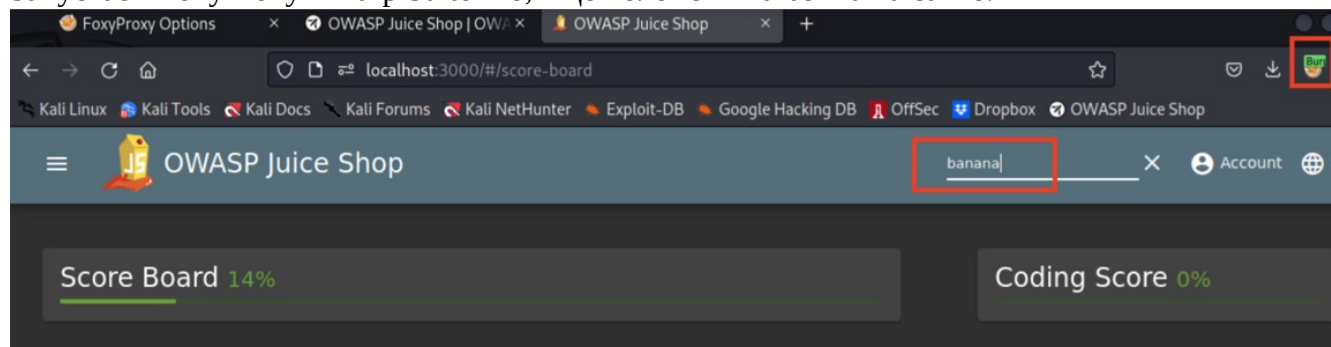 FoxyProxy Options × OWASP Juice Shop | OWA × OWASP Juice Shop × +
localhost:3000/#/score-board Burp
Kali Linux Kali Tools Kali Docs Kali Forums Kali NetHunter Exploit-DB Google Hacking DB OffSec Dropbox OWASP Juice Shop
OWASP Juice Shop banana Account
Score Board 14% Coding Score 0%